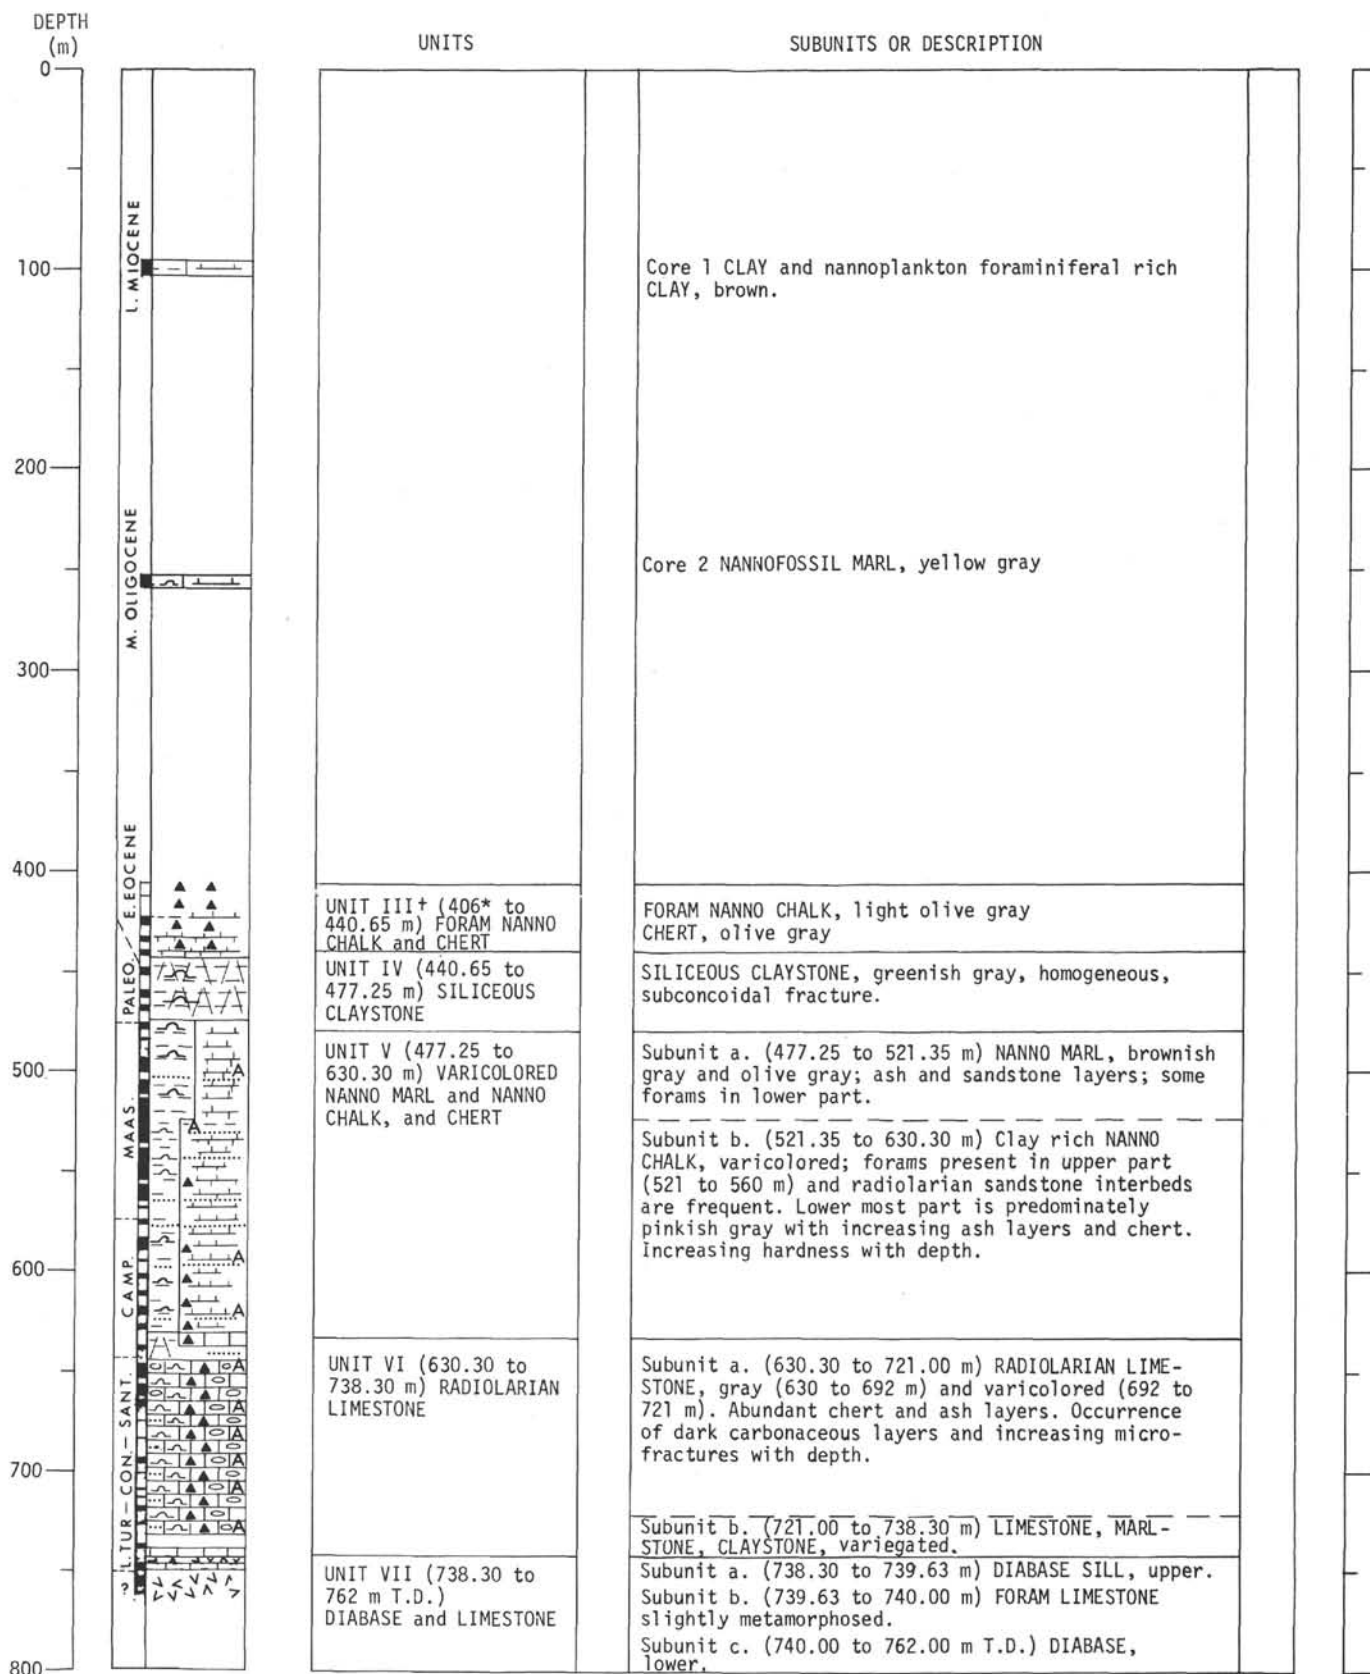 DEPTH
(m)
UNITS
SUBUNITS OR DESCRIPTION
0
100
200
300
400
500
600
700
800
L. MIOCENE
M. OLIGOCENE
E. EOCENE
PALEO.
MAAS.
CAMP.
L.TUR–CON.–SANT.
?
A
A
A
A
A
A
A
A
A
Core 1 CLAY and nannoplankton foraminiferal rich
CLAY, brown.
Core 2 NANNOFOSSIL MARL, yellow gray
UNIT III+ (406* to
440.65 m) FORAM NANNO
CHALK and CHERT
FORAM NANNO CHALK, light olive gray
CHERT, olive gray
UNIT IV (440.65 to
477.25 m) SILICEOUS
CLAYSTONE
SILICEOUS CLAYSTONE, greenish gray, homogeneous,
subconcoidal fracture.
UNIT V (477.25 to
630.30 m) VARICOLORED
NANNO MARL and NANNO
CHALK, and CHERT
Subunit a. (477.25 to 521.35 m) NANNO MARL, brownish
gray and olive gray; ash and sandstone layers; some
forams in lower part.
Subunit b. (521.35 to 630.30 m) Clay rich NANNO
CHALK, varicolored; forams present in upper part
(521 to 560 m) and radiolarian sandstone interbeds
are frequent. Lower most part is predominately
pinkish gray with increasing ash layers and chert.
Increasing hardness with depth.
UNIT VI (630.30 to
738.30 m) RADIOLARIAN
LIMESTONE
Subunit a. (630.30 to 721.00 m) RADIOLARIAN LIME-
STONE, gray (630 to 692 m) and varicolored (692 to
721 m). Abundant chert and ash layers. Occurrence
of dark carbonaceous layers and increasing micro-
fractures with depth.
Subunit b. (721.00 to 738.30 m) LIMESTONE, MARL-
STONE, CLAYSTONE, variegated.
UNIT VII (738.30 to
762 m T.D.)
DIABASE and LIMESTONE
Subunit a. (738.30 to 739.63 m) DIABASE SILL, upper.
Subunit b. (739.63 to 740.00 m) FORAM LIMESTONE
slightly metamorphosed.
Subunit c. (740.00 to 762.00 m T.D.) DIABASE,
lower.